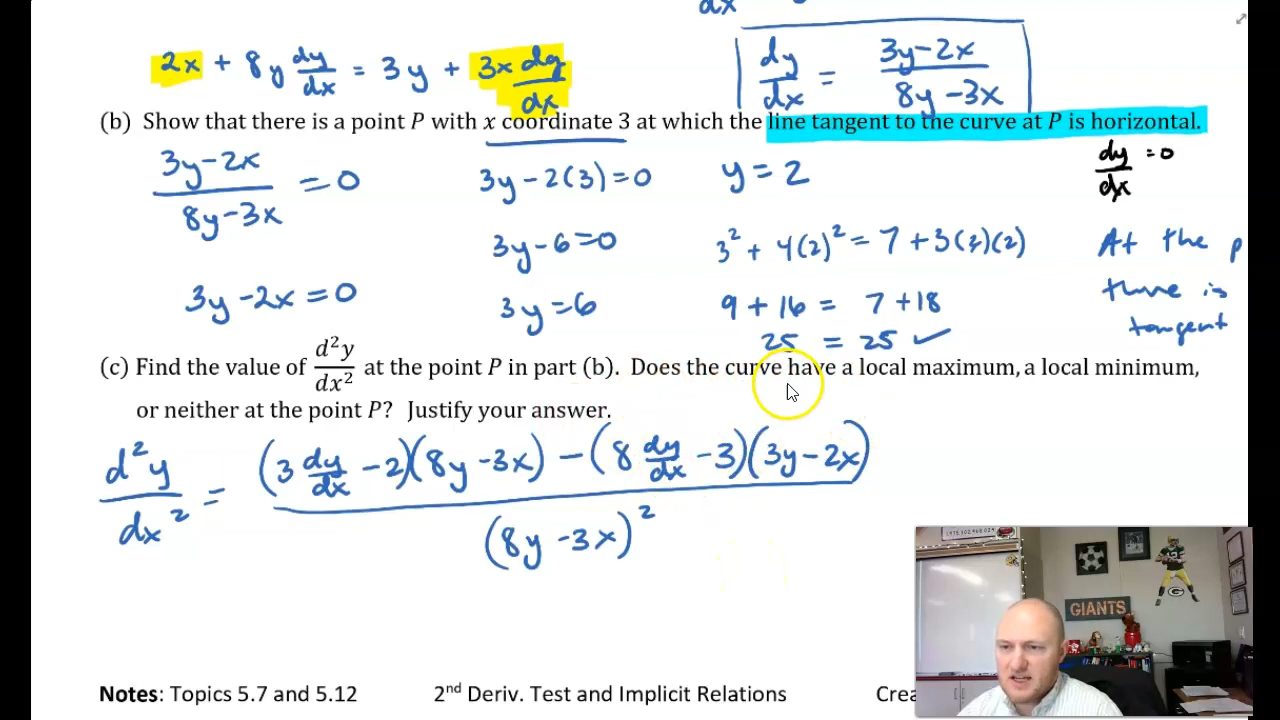 dx
dy/dx = (3y-2x)/(8y-3x)
2x + 8y dy/dx = 3y + 3x dy/dx
(b) Show that there is a point P with x coordinate 3 at which the line tangent to the curve at P is horizontal.
(3y-2x)/(8y-3x) = 0
3y-2x = 0
3y-2(3)=0
3y-6=0
3y=6
y = 2
3² + 4(2)² = 7 + 3(3)(2)
9 + 16 = 7 + 18
25 = 25 ✓
dy/dx = 0
At the p
there is
tangent
(c) Find the value of d²y/dx² at the point P in part (b). Does the curve have a local maximum, a local minimum,
or neither at the point P? Justify your answer.
d²y/dx² = ((3 dy/dx -2)(8y-3x) - (8 dy/dx -3)(3y-2x))/(8y-3x)²
GIANTS
G
Notes: Topics 5.7 and 5.12 2nd Deriv. Test and Implicit Relations Crea